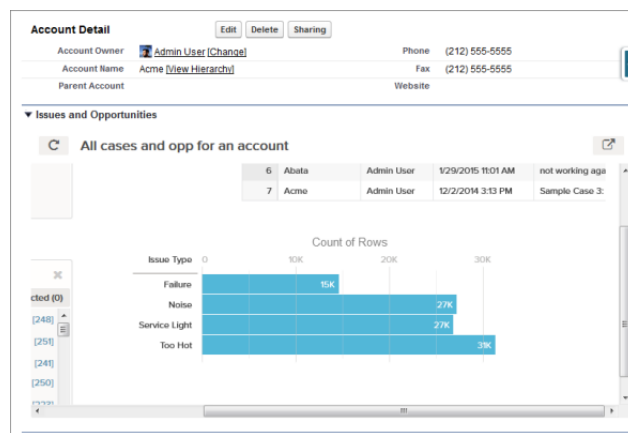 Account Detail Edit Delete Sharing
Account Owner Admin User [Change] Phone (212) 555-5555
Account Name Acme [View Hierarchy] Fax (212) 555-5555
Parent Account Website
Issues and Opportunities
All cases and opp for an account
6 Abata Admin User 1/29/2015 11:01 AM not working aga
7 Acme Admin User 12/2/2014 3:13 PM Sample Case 3:
Count of Rows
Issue Type 0 10K 20K 30K
Failure 15K
cted (0) Noise 27K
[248] Service Light 27K
[251] Too Hot 31K
[241]
[250]